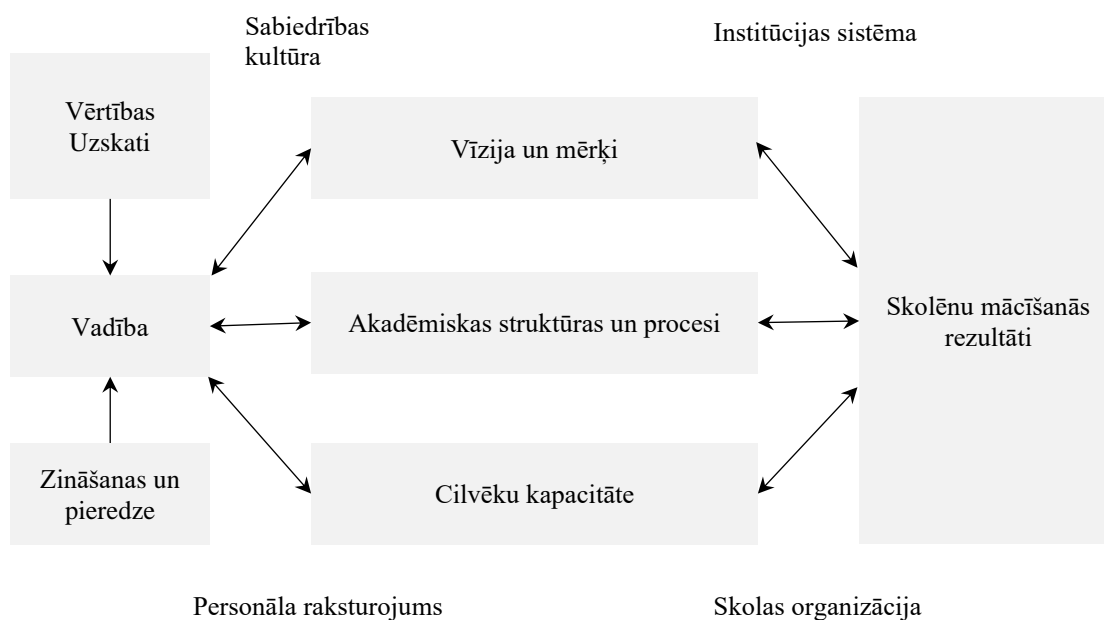 Sabiedrības
kultūra
Institūcijas sistēma
Vērtības
Uzskati
Vīzija un mērķi
Vadība
Akadēmiskas struktūras un procesi
Skolēnu mācīšanās
rezultāti
Zināšanas un
pieredze
Cilvēku kapacitāte
Personāla raksturojums
Skolas organizācija